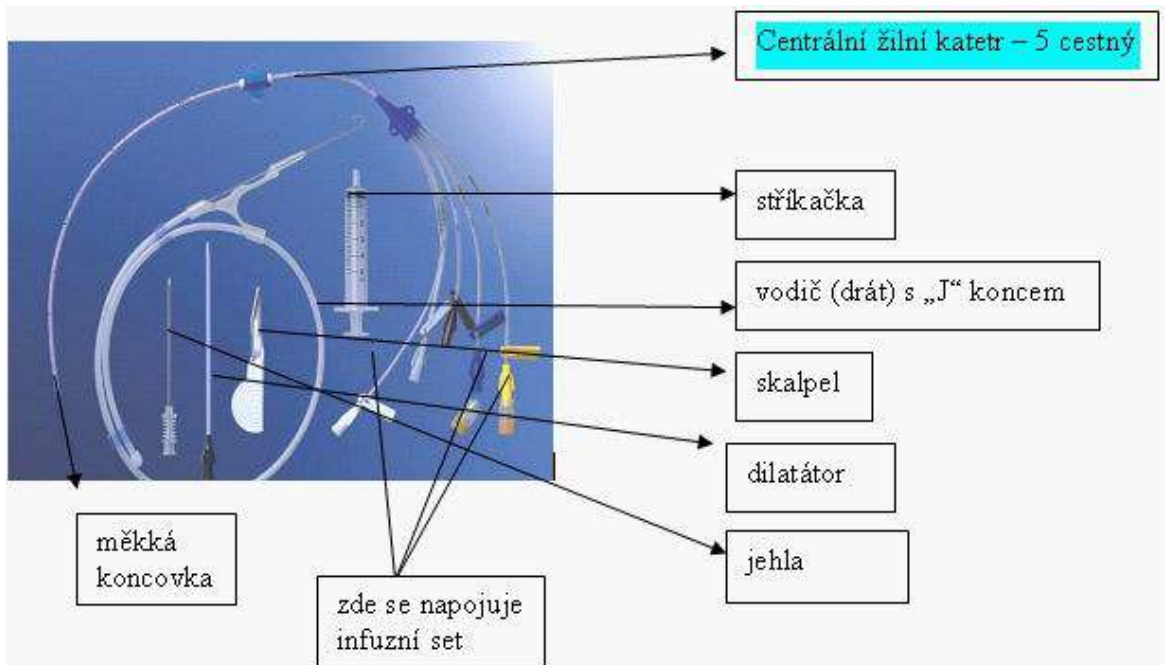 Centrální žilní katetr – 5 cestný
stříkačka
vodič (drát) s „J“ koncem
skalpel
dilatátor
jehla
měkká
koncovka
zde se napojuje
infuzní set